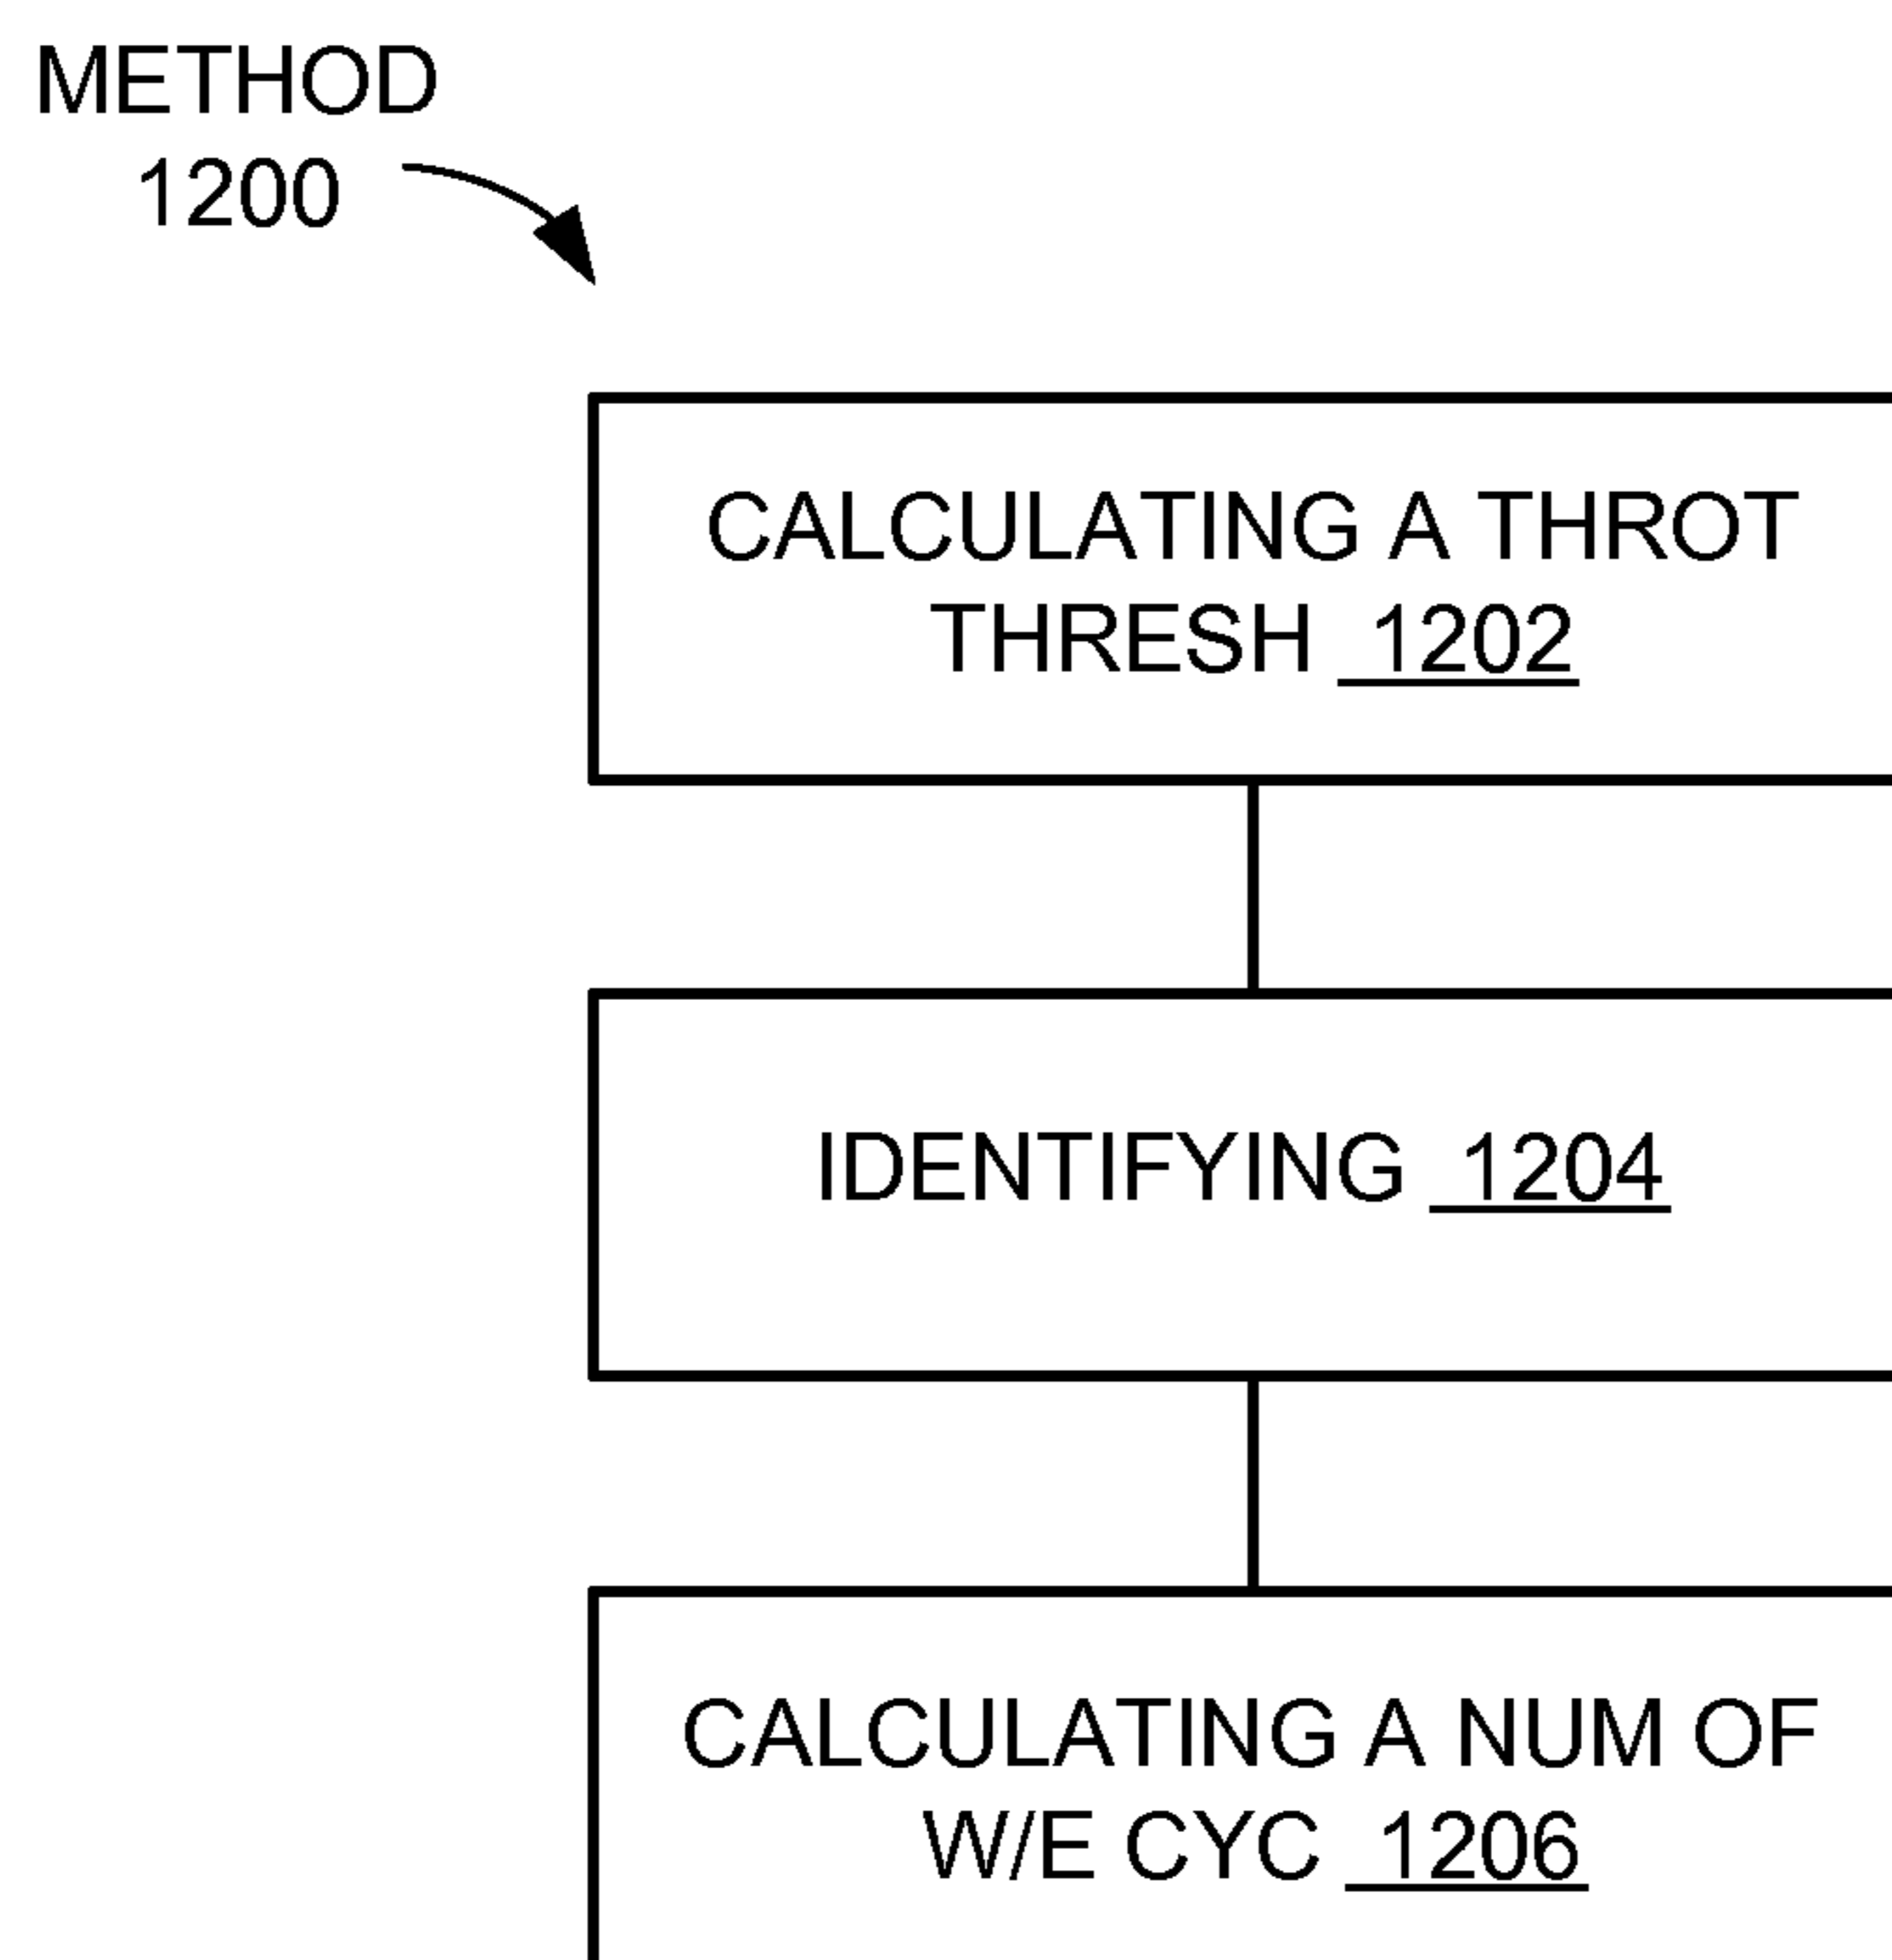 METHOD
1200
CALCULATING A THROT
THRESH 1202
IDENTIFYING 1204
CALCULATING A NUM OF
W/E CYC 1206